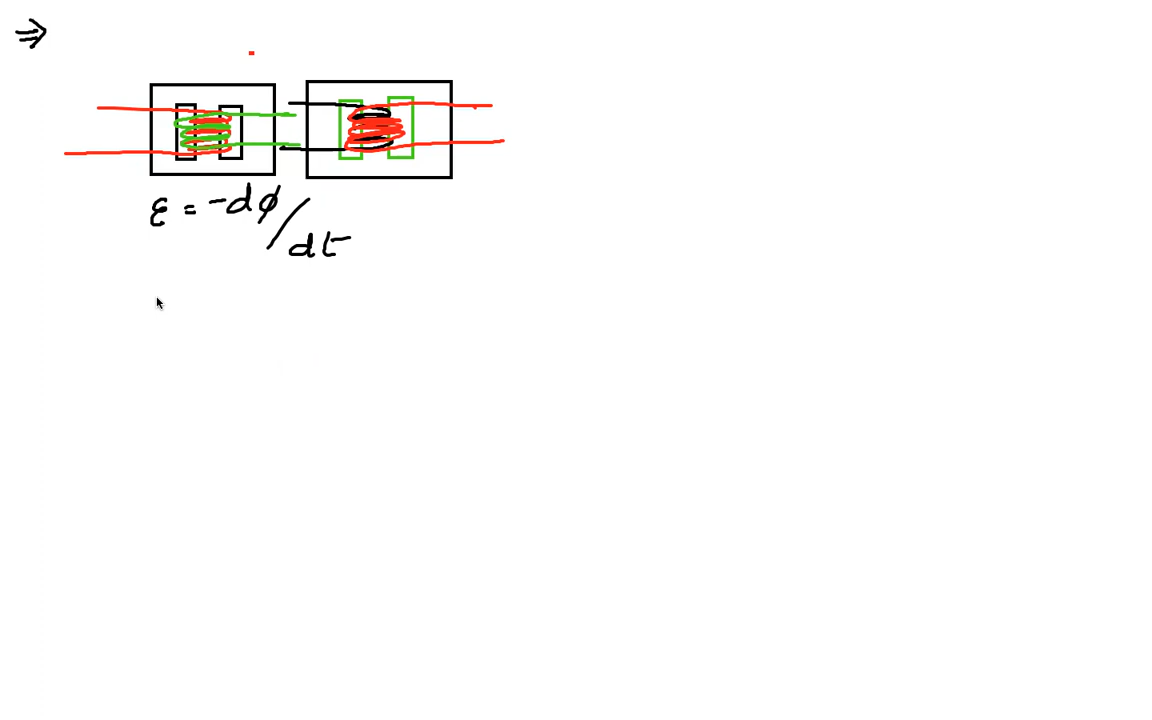 ⇒
ε = -dφ/dt